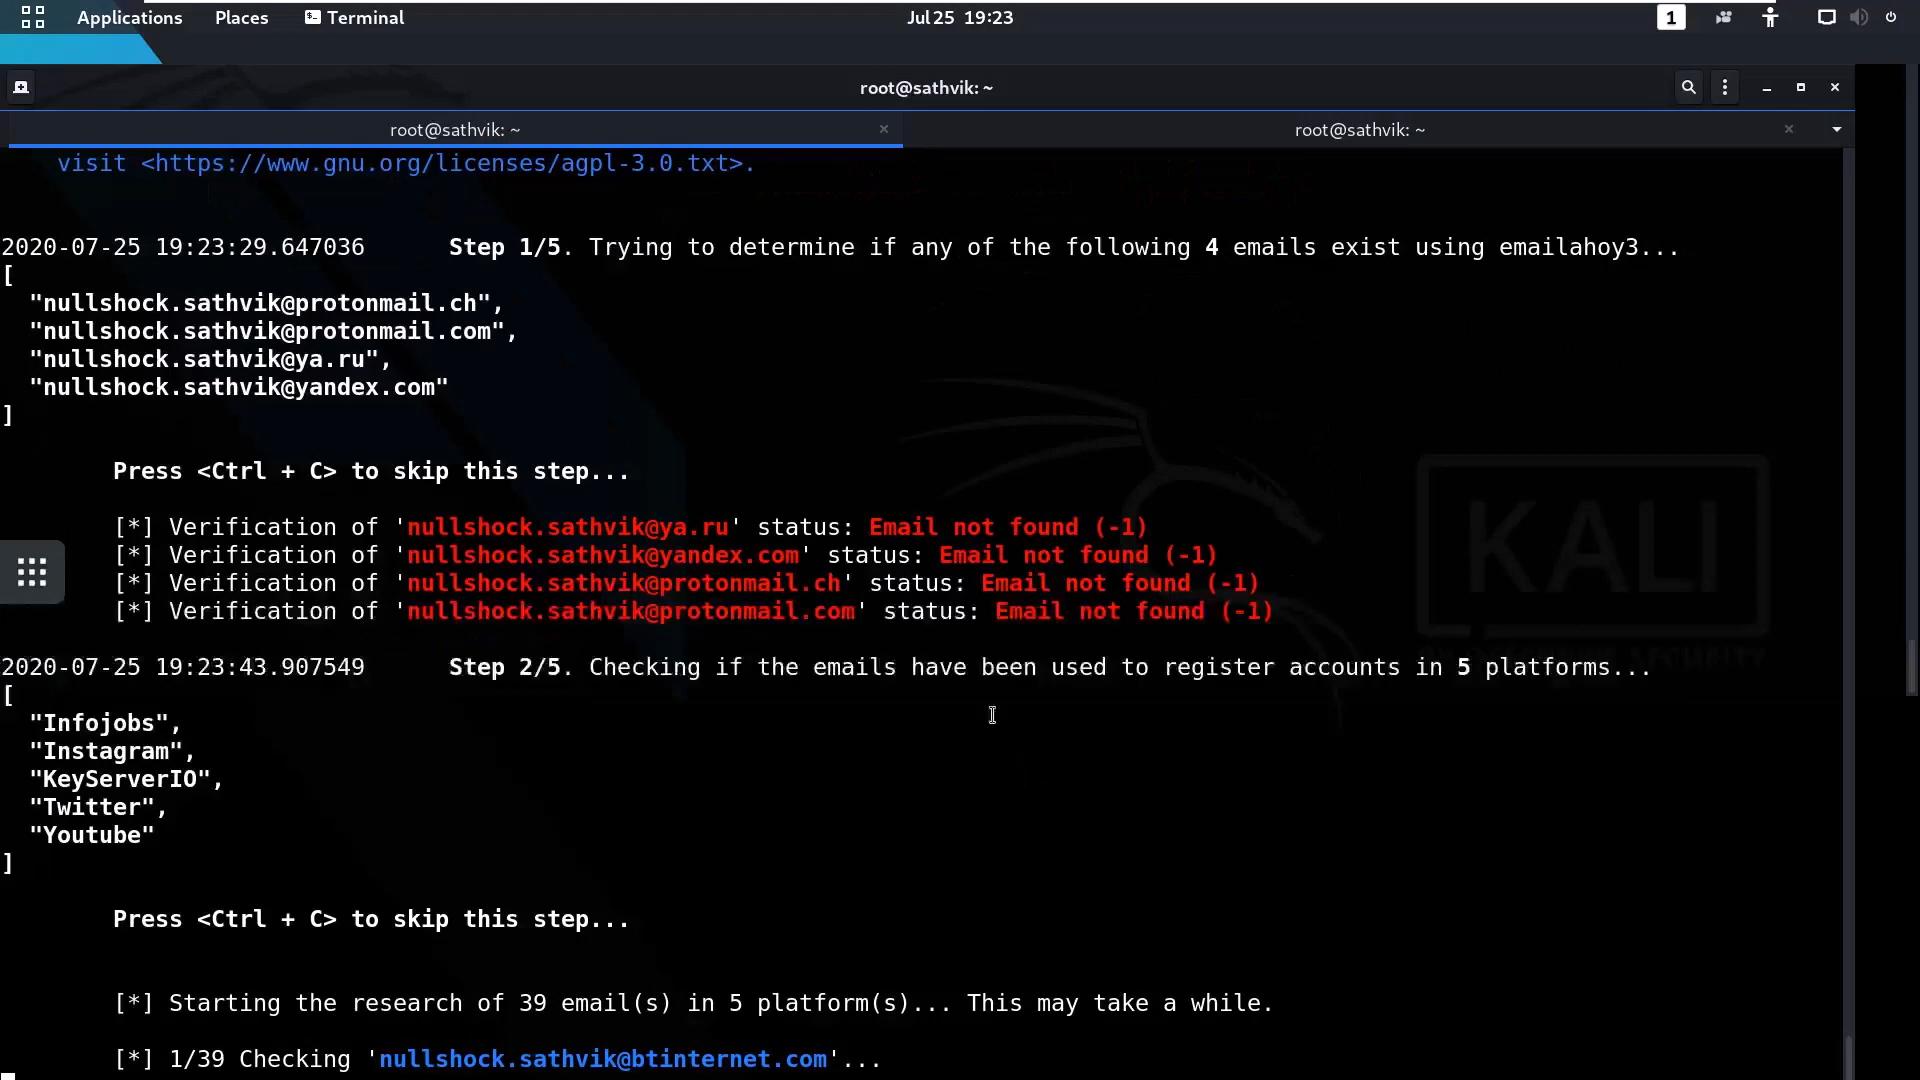 Applications Places Terminal Jul 25 19:23 1
root@sathvik: ~
root@sathvik: ~ root@sathvik: ~
visit <https://www.gnu.org/licenses/agpl-3.0.txt>.
2020-07-25 19:23:29.647036 Step 1/5. Trying to determine if any of the following 4 emails exist using emailahoy3...
[
"nullshock.sathvik@protonmail.ch",
"nullshock.sathvik@protonmail.com",
"nullshock.sathvik@ya.ru",
"nullshock.sathvik@yandex.com"
]
Press <Ctrl + C> to skip this step...
[*] Verification of 'nullshock.sathvik@ya.ru' status: Email not found (-1)
[*] Verification of 'nullshock.sathvik@yandex.com' status: Email not found (-1)
[*] Verification of 'nullshock.sathvik@protonmail.ch' status: Email not found (-1)
[*] Verification of 'nullshock.sathvik@protonmail.com' status: Email not found (-1)
KALI
2020-07-25 19:23:43.907549 Step 2/5. Checking if the emails have been used to register accounts in 5 platforms...
[
"Infojobs",
"Instagram",
"KeyServerIO",
"Twitter",
"Youtube"
]
Press <Ctrl + C> to skip this step...
[*] Starting the research of 39 email(s) in 5 platform(s)... This may take a while.
[*] 1/39 Checking 'nullshock.sathvik@btinternet.com'...